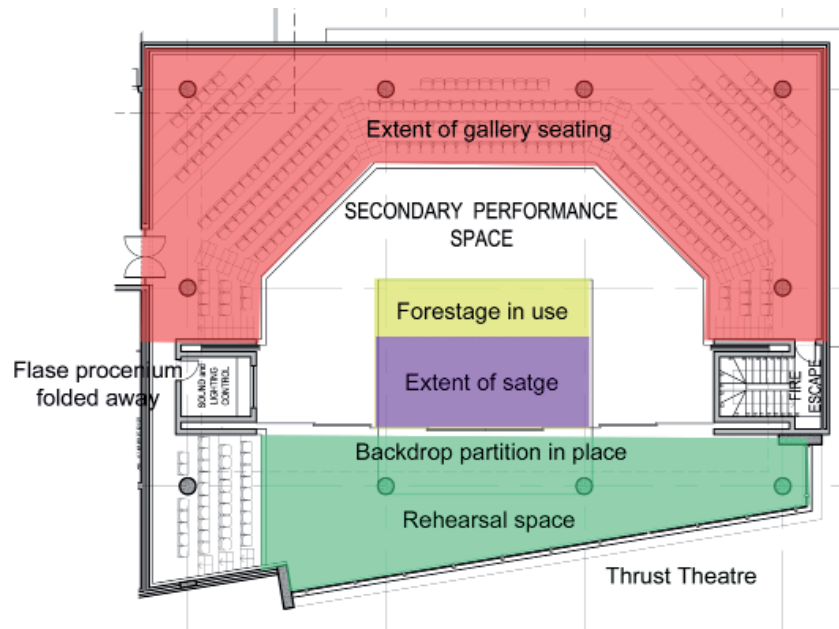 Extent of gallery seating
SECONDARY PERFORMANCE
SPACE
Forestage in use
Flase procenium
folded away
SOUND and
LIGHTING
CONTROL
Extent of satge
FIRE
ESCAPE
Backdrop partition in place
Rehearsal space
Thrust Theatre